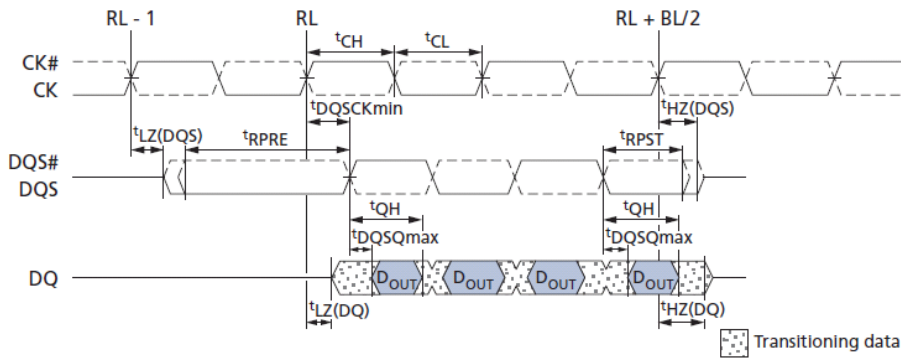 RL - 1 RL RL + BL/2
tCH tCL
CK#
CK
tDQSCKmin tHZ(DQS)
tLZ(DQS) tRPRE tRPST
DQS#
DQS
tQH tQH
tDQSQmax tDQSQmax
DQ DOUT DOUT DOUT DOUT
tLZ(DQ) tHZ(DQ)
Transitioning data